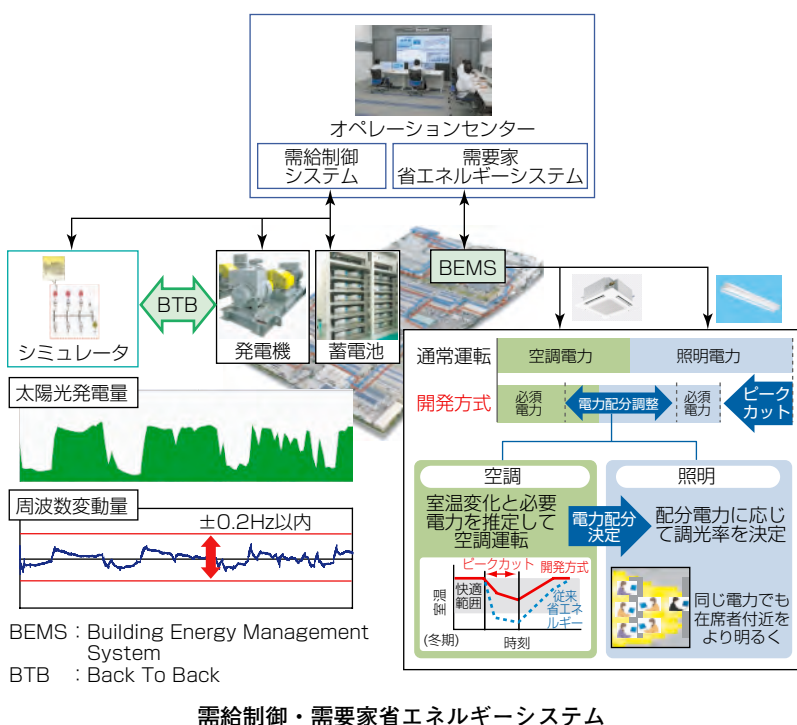 オペレーションセンター
需給制御
システム
需要家
省エネルギーシステム
BEMS
BTB
シミュレータ
発電機
蓄電池
太陽光発電量
周波数変動量
±0.2Hz以内
通常運転
空調電力
照明電力
開発方式
必須
電力
電力配分調整
必須
電力
ピーク
カット
空調
室温変化と必要
電力を推定して
空調運転
電力配分
決定
照明
配分電力に応じ
て調光率を決定
ピークカット
開発方式
室温
快適
範囲
従来
省エネ
ルギー
(冬期)
時刻
同じ電力でも
在席者付近を
より明るく
BEMS：Building Energy Management
System
BTB ：Back To Back
需給制御・需要家省エネルギーシステム